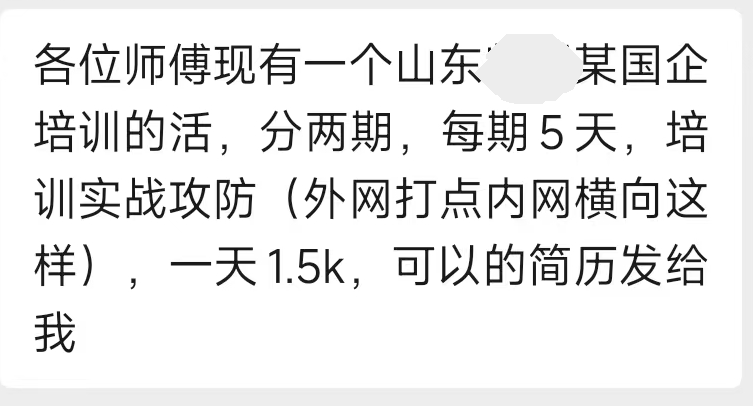 各位师傅现有一个山东某国企
培训的活，分两期，每期5天，培
训实战攻防（外网打点内网横向这
样），一天1.5k，可以的简历发给
我